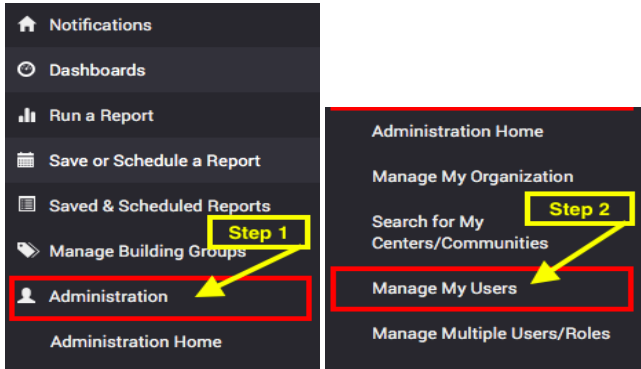 Notifications
Dashboards
Run a Report
Save or Schedule a Report
Saved & Scheduled Reports
Step 1
Manage Building Groups
Administration
Administration Home
Administration Home
Manage My Organization
Step 2
Search for My
Centers/Communities
Manage My Users
Manage Multiple Users/Roles